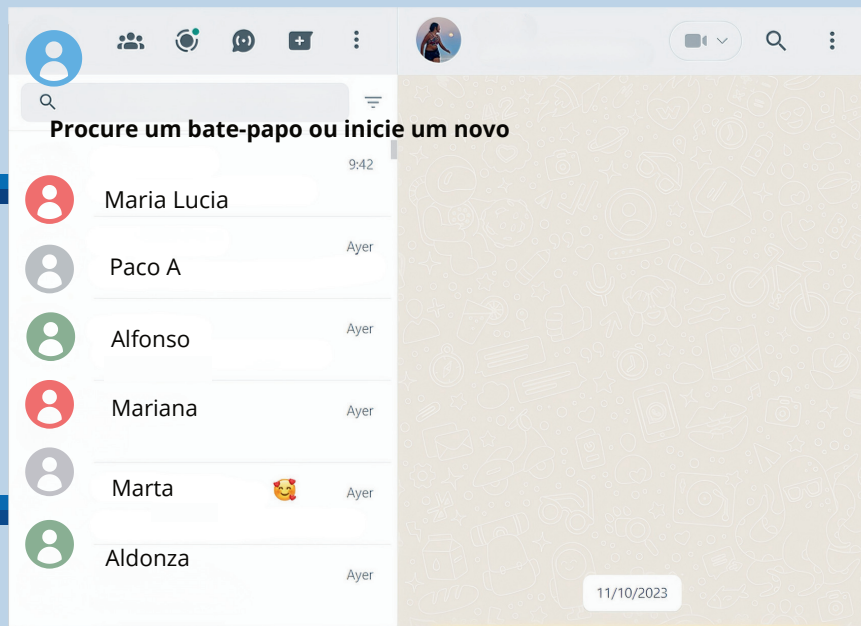 Procure um bate-papo ou inicie um novo
9:42
Maria Lucia
Ayer
Paco A
Ayer
Alfonso
Ayer
Mariana
Ayer
Marta 🥰
Ayer
Aldonza
Ayer
11/10/2023